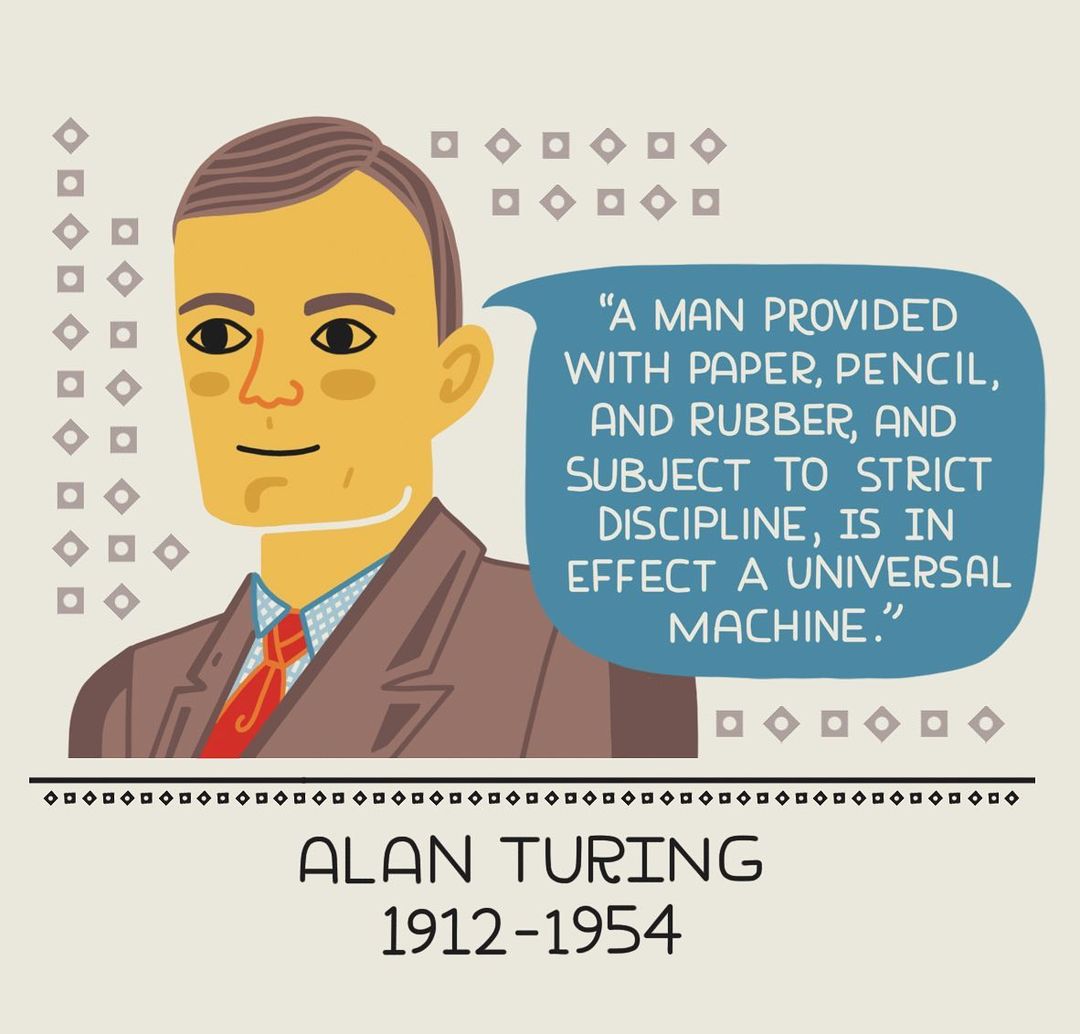 “A MAN PROVIDED
WITH PAPER, PENCIL,
AND RUBBER, AND
SUBJECT TO STRICT
DISCIPLINE, IS IN
EFFECT A UNIVERSAL
MACHINE.”
ALAN TURING
1912-1954